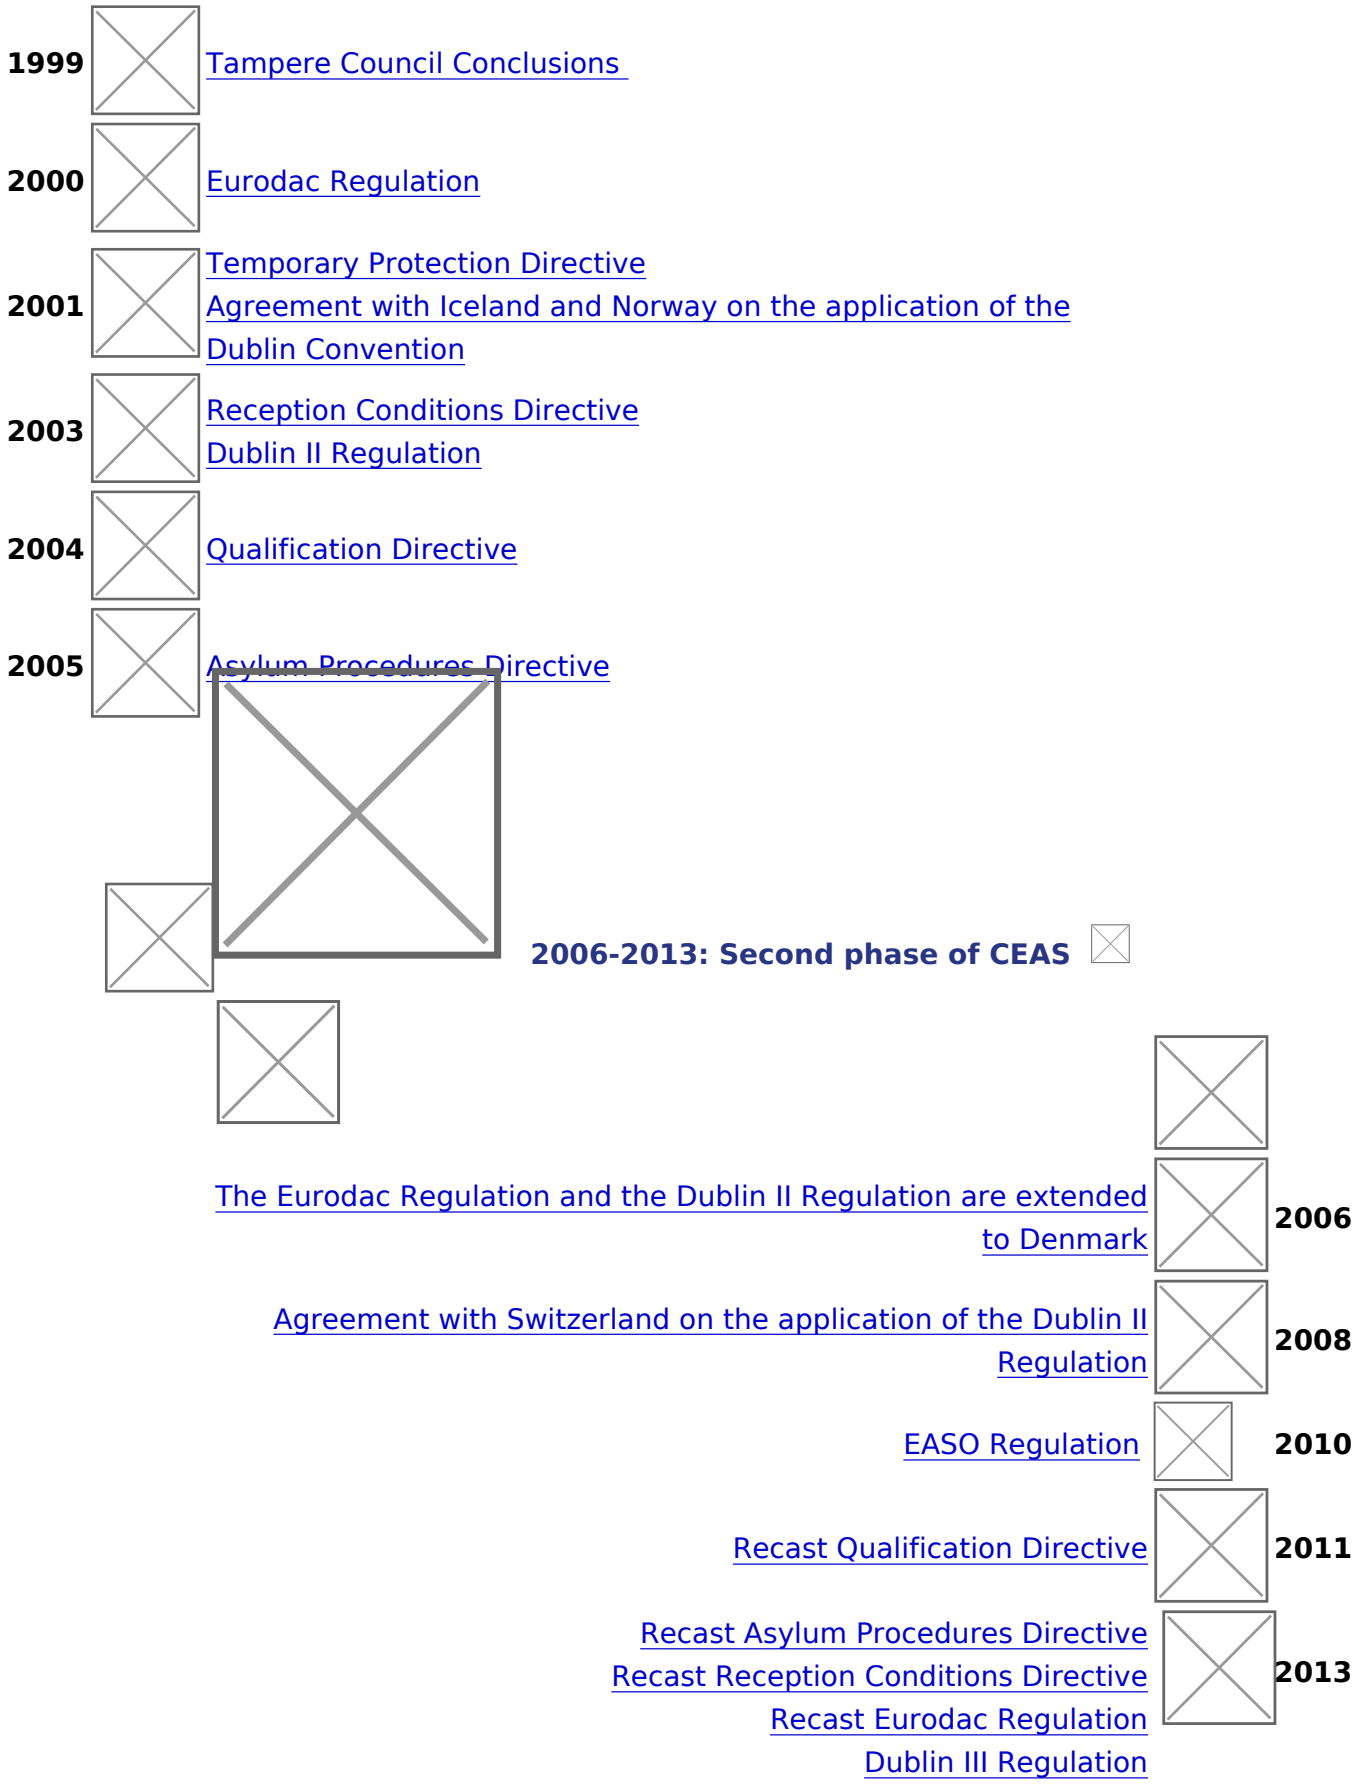 1999 Tampere Council Conclusions
2000 Eurodac Regulation
Temporary Protection Directive
2001 Agreement with Iceland and Norway on the application of the
Dublin Convention
Reception Conditions Directive
2003
Dublin II Regulation
2004 Qualification Directive
2005 Asylum Procedures Directive
2006-2013: Second phase of CEAS
The Eurodac Regulation and the Dublin II Regulation are extended
2006
to Denmark
Agreement with Switzerland on the application of the Dublin II
2008
Regulation
EASO Regulation 2010
Recast Qualification Directive 2011
Recast Asylum Procedures Directive
Recast Reception Conditions Directive 2013
Recast Eurodac Regulation
Dublin III Regulation